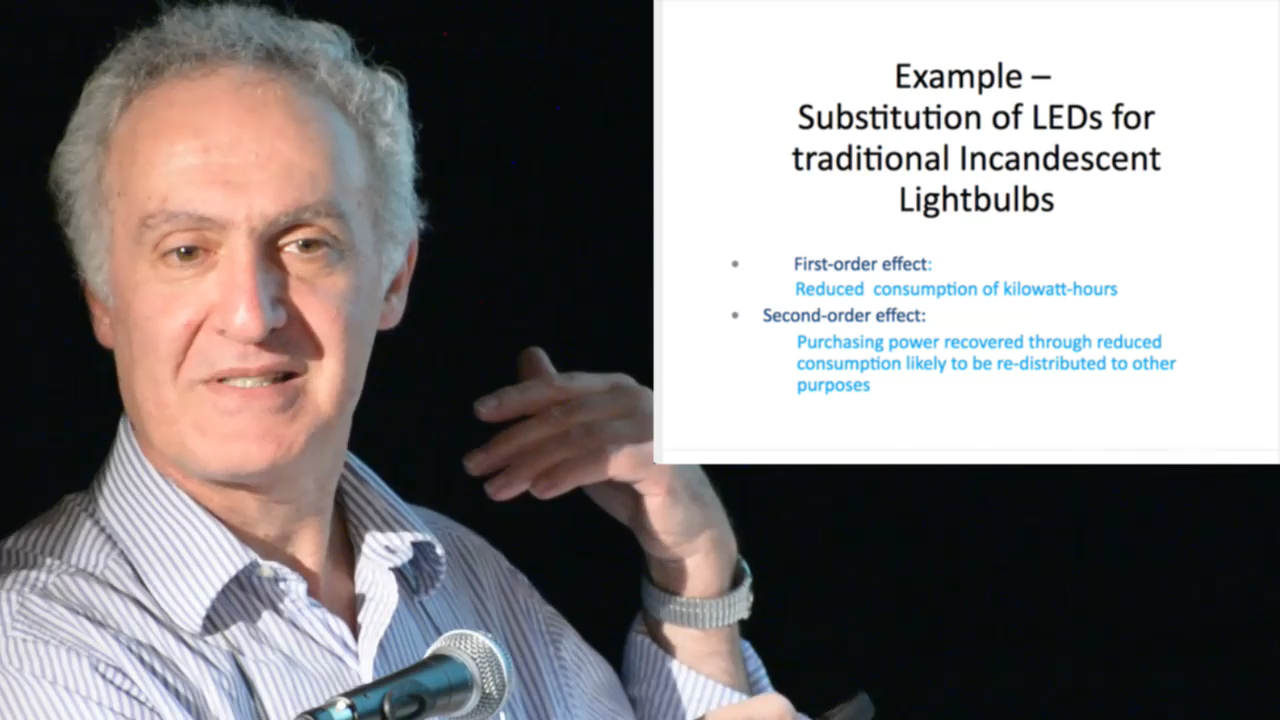 Example –
Substitution of LEDs for
traditional Incandescent
Lightbulbs
• First-order effect:
Reduced consumption of kilowatt-hours
• Second-order effect:
Purchasing power recovered through reduced
consumption likely to be re-distributed to other
purposes